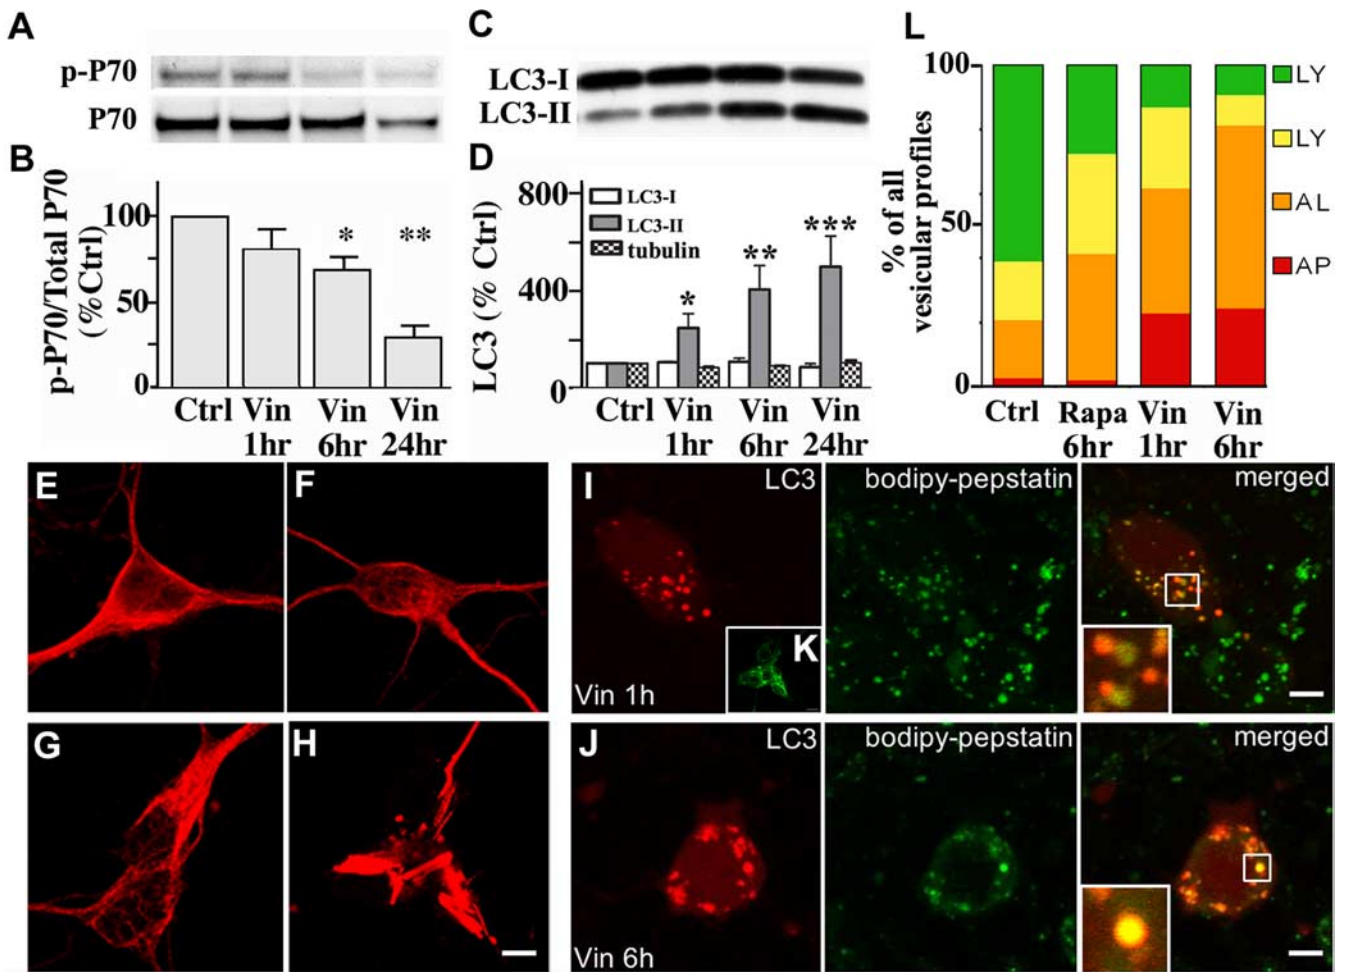 A
p-P70
P70
B
p-P70/Total P70
(%Ctrl)
100
50
0
Ctrl Vin Vin Vin
1hr 6hr 24hr
* **
C
LC3-I
LC3-II
D
LC3 (% Ctrl)
800
400
0
LC3-I
LC3-II
tubulin
* ** ***
Ctrl Vin Vin Vin
1hr 6hr 24hr
L
% of all
vesicular profiles
100
50
0
LY
LY
AL
AP
Ctrl Rapa Vin Vin
6hr 1hr 6hr
E
F
G
H
I LC3 bodipy-pepstatin merged
K
Vin 1h
J LC3 bodipy-pepstatin merged
Vin 6h